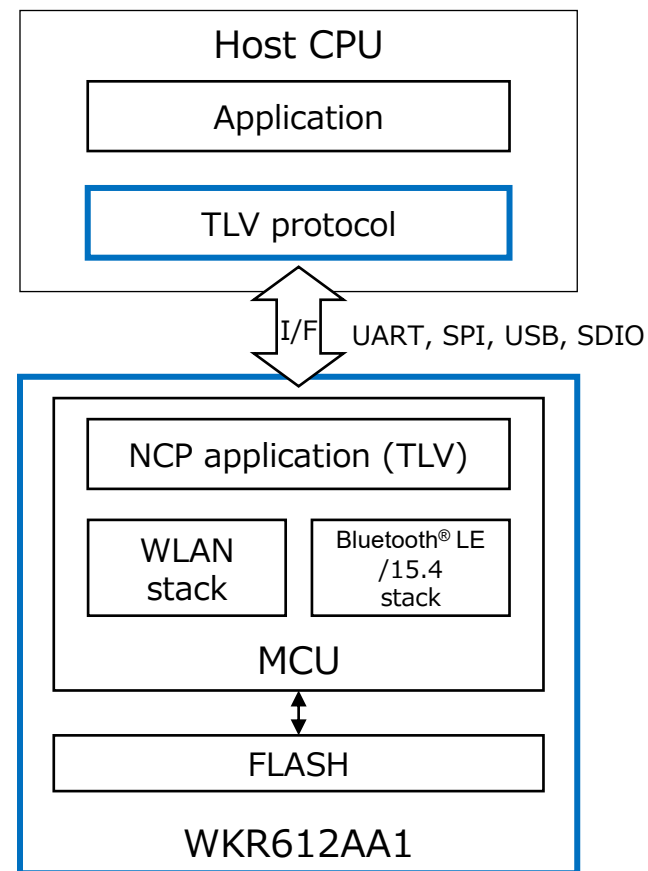 Host CPU
Application
TLV protocol
I/F
UART, SPI, USB, SDIO
NCP application (TLV)
WLAN
stack
Bluetooth® LE
/15.4
stack
MCU
FLASH
WKR612AA1